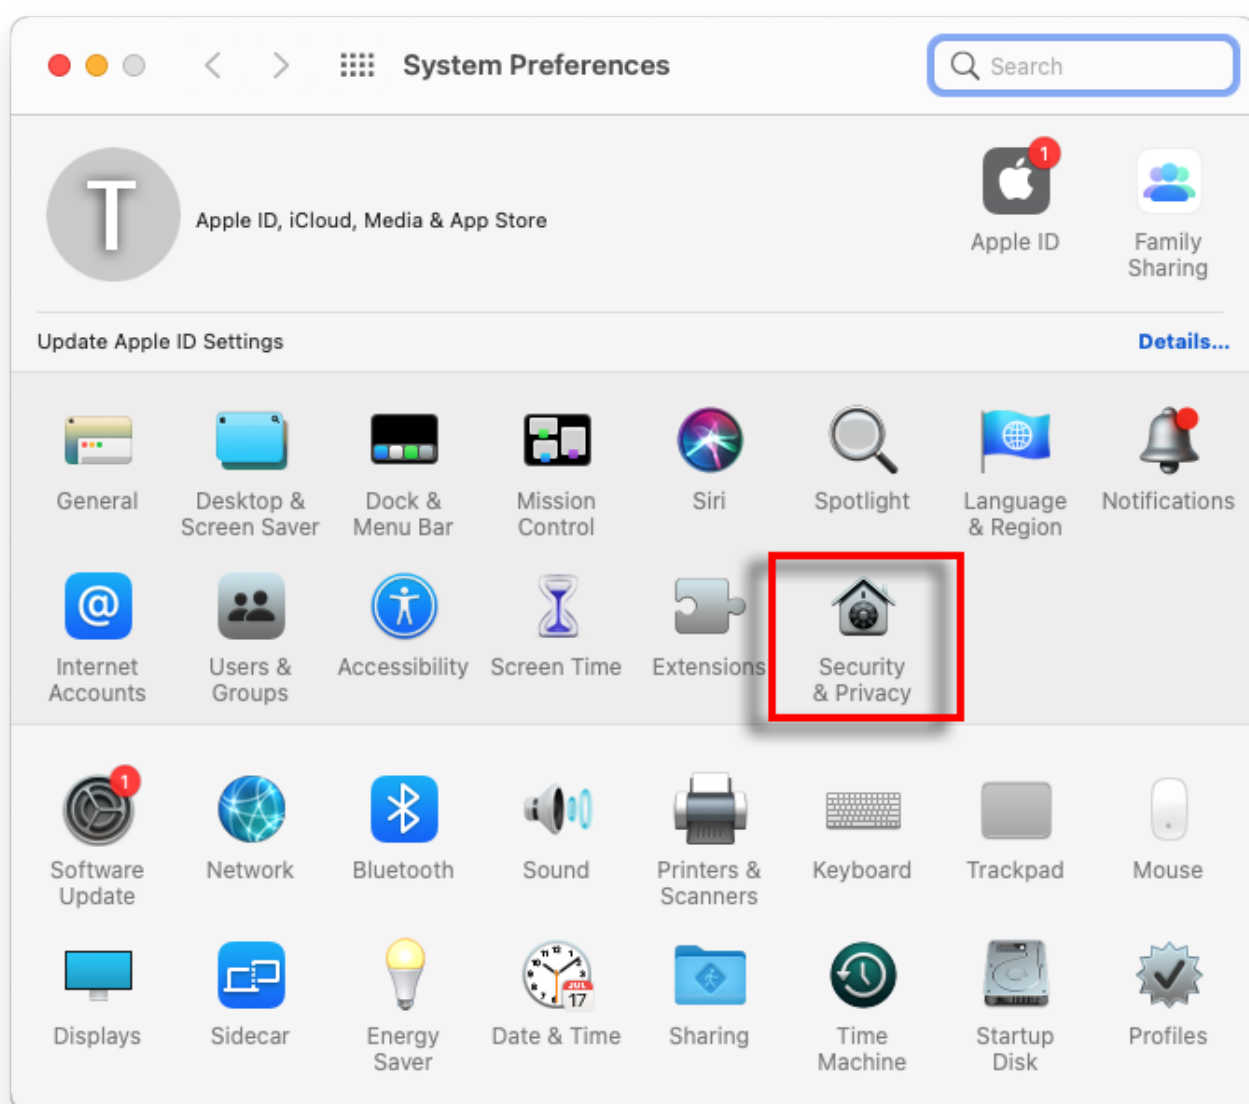 System Preferences
Search
T
Apple ID, iCloud, Media & App Store
1
Apple ID
Family
Sharing
Update Apple ID Settings
Details...
General
Desktop &
Screen Saver
Dock &
Menu Bar
Mission
Control
Siri
Spotlight
Language
& Region
Notifications
@
Internet
Accounts
Users &
Groups
Accessibility
Screen Time
Extensions
Security
& Privacy
1
Software
Update
Network
Bluetooth
Sound
Printers &
Scanners
Keyboard
Trackpad
Mouse
Displays
Sidecar
Energy
Saver
JUL
17
Date & Time
Sharing
Time
Machine
Startup
Disk
Profiles